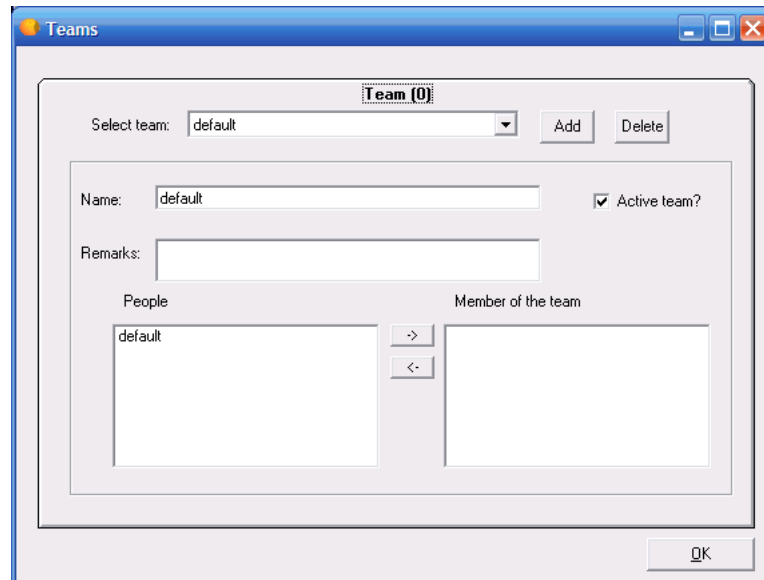 Teams
Team (0)
Select team: default Add Delete
Name: default Active team?
Remarks:
People Member of the team
default ->
<-
OK